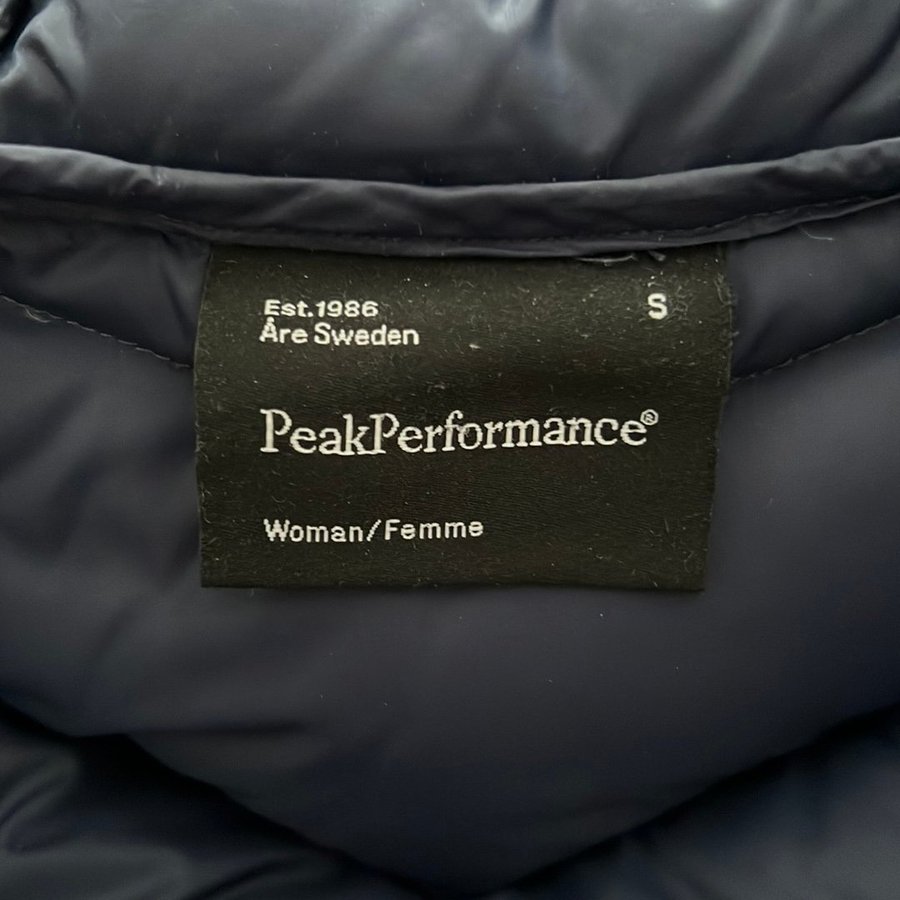 Est.1986
S
Åre Sweden
PeakPerformance®
Woman/Femme